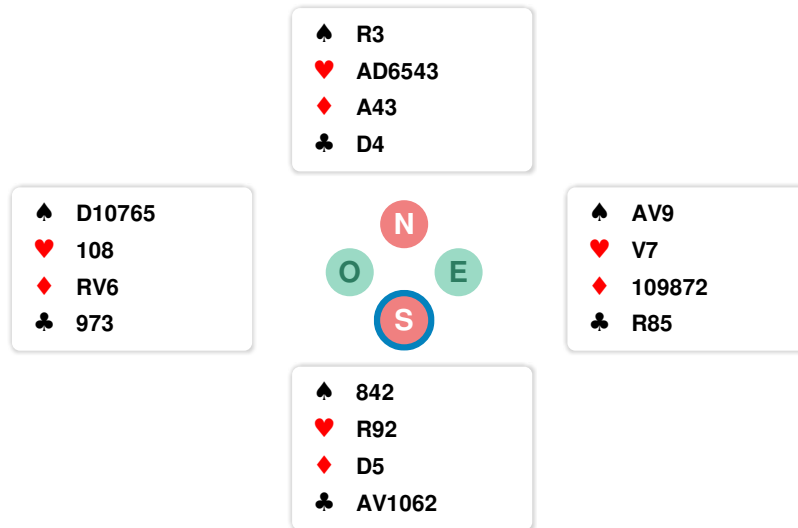 ♠ R3
♥ AD6543
♦ A43
♣ D4
♠ D10765
♥ 108
♦ RV6
♣ 973
N
O E
S
♠ AV9
♥ V7
♦ 109872
♣ R85
♠ 842
♥ R92
♦ D5
♣ AV1062